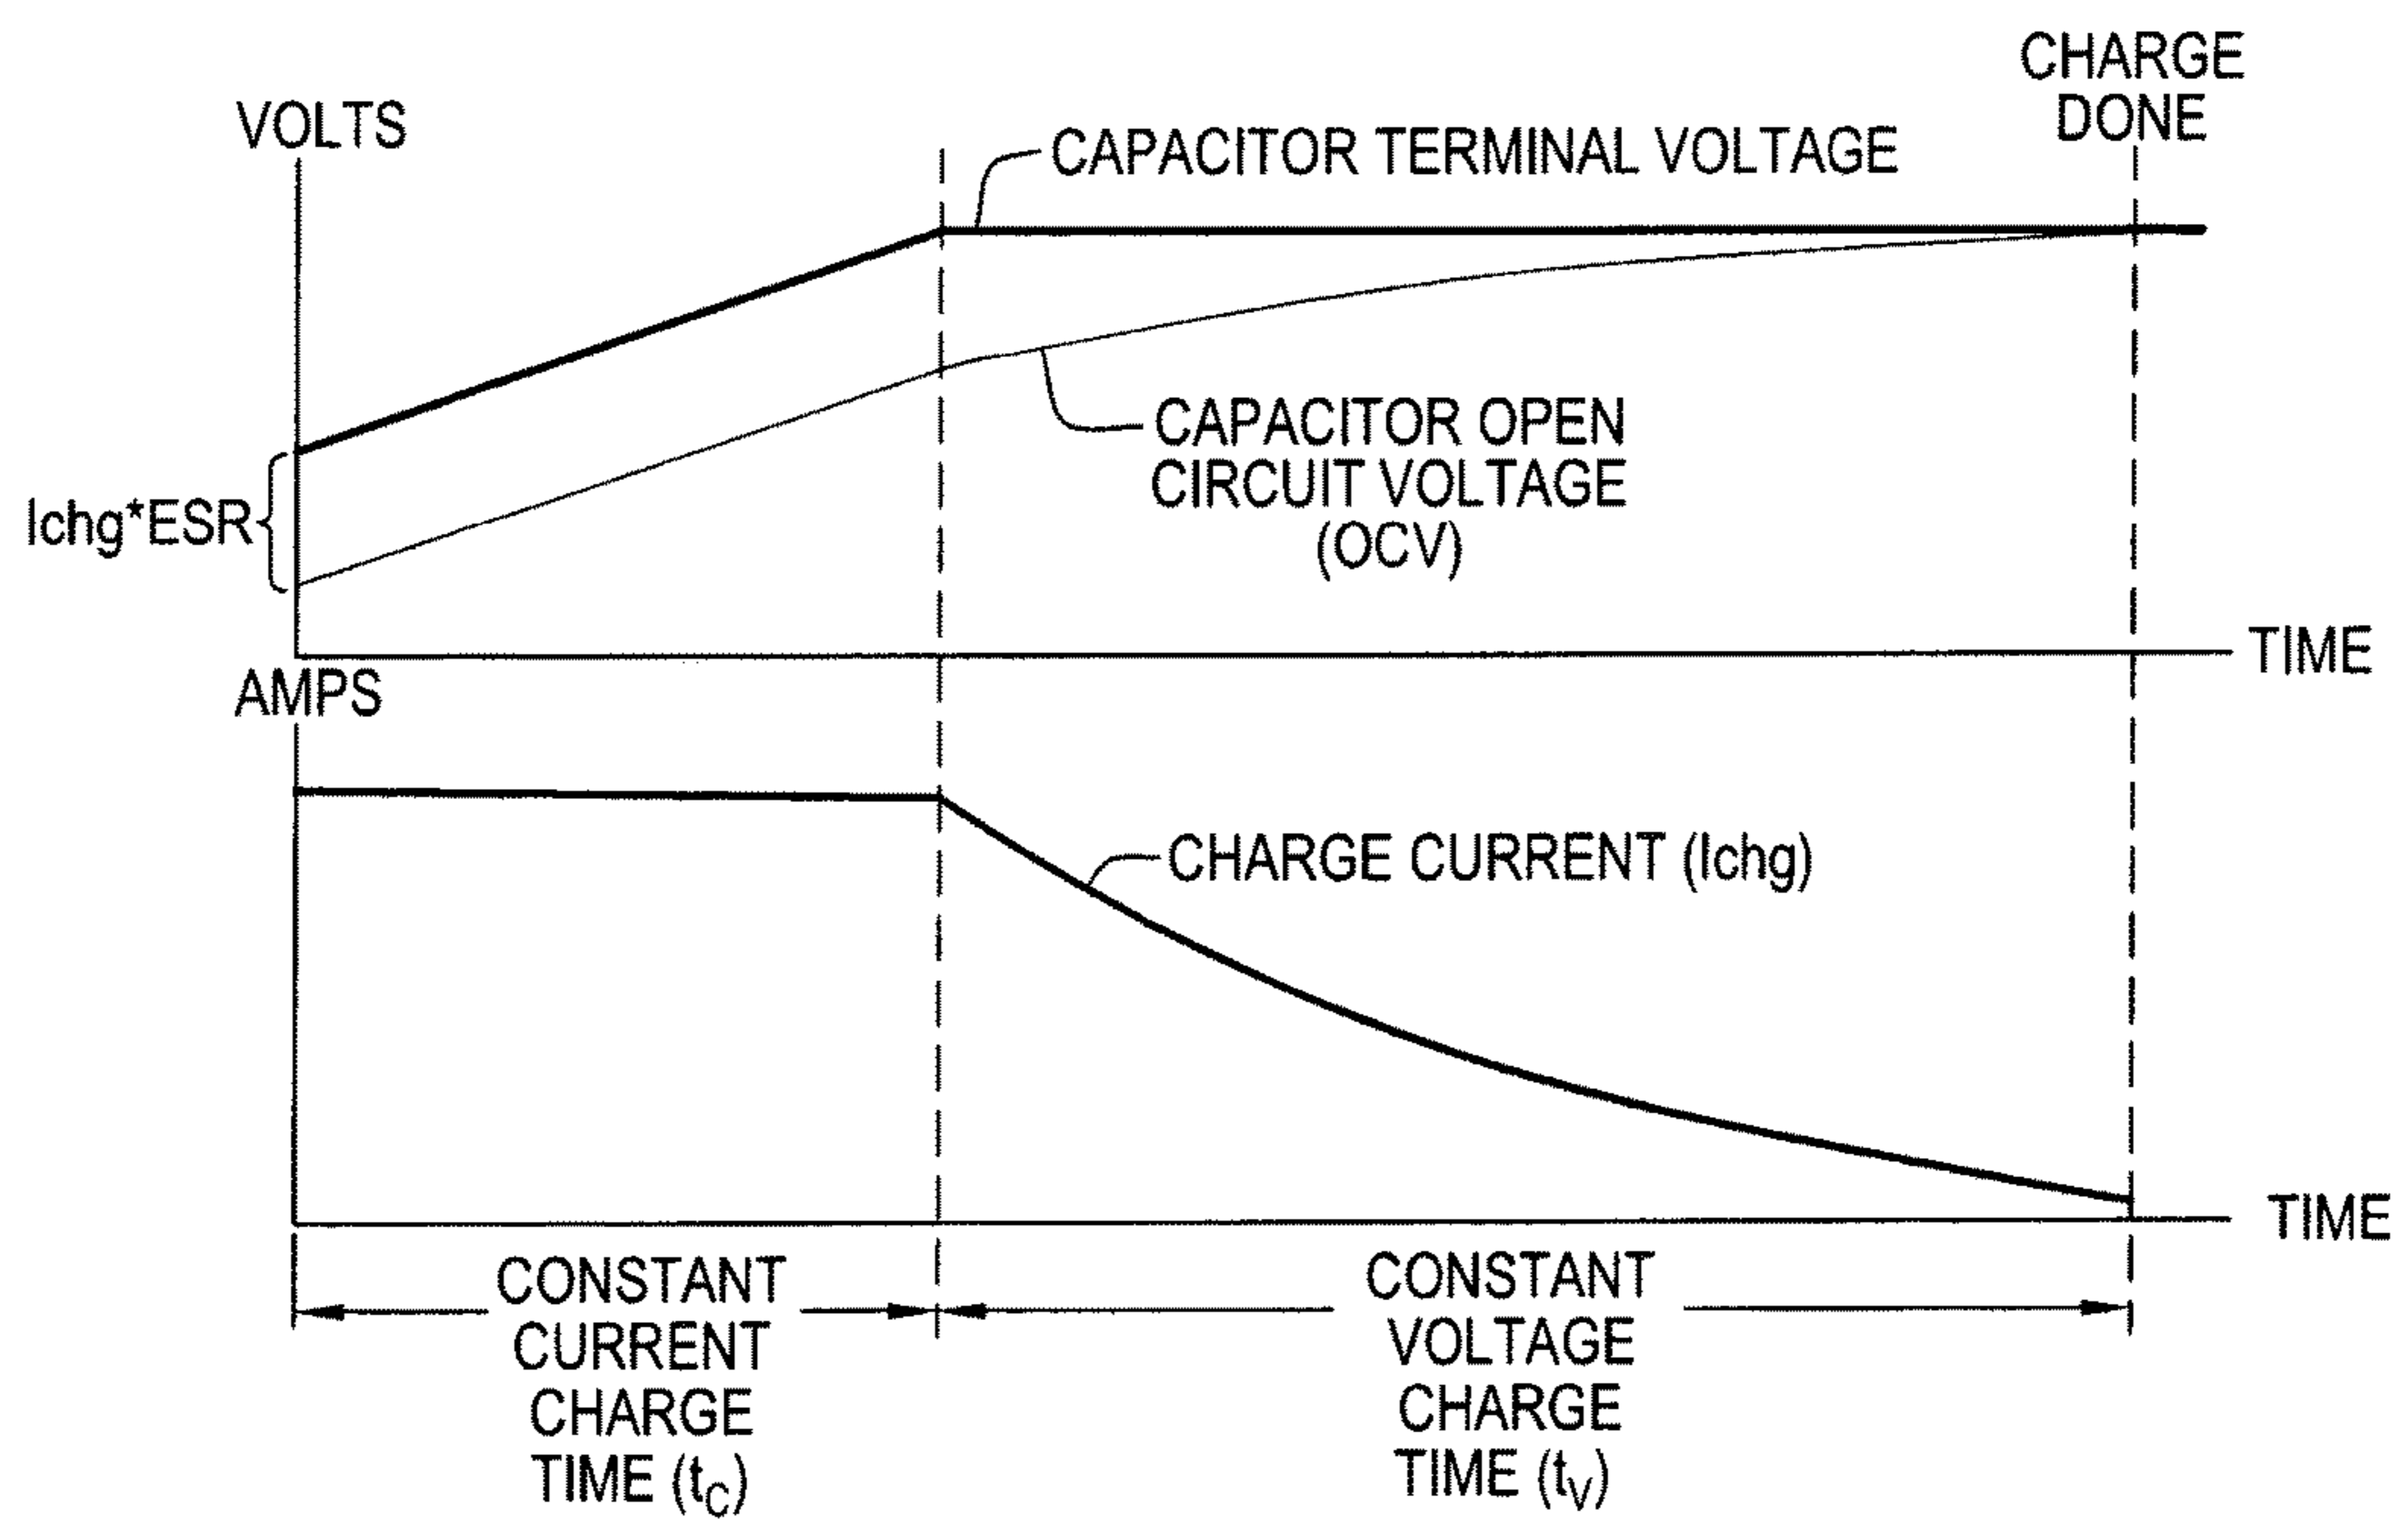 CHARGE
DONE
VOLTS
CAPACITOR TERMINAL VOLTAGE
CAPACITOR OPEN
CIRCUIT VOLTAGE
(OCV)
Ichg*ESR
TIME
AMPS
CHARGE CURRENT (Ichg)
TIME
CONSTANT
CURRENT
CHARGE
TIME (tC)
CONSTANT
VOLTAGE
CHARGE
TIME (tV)